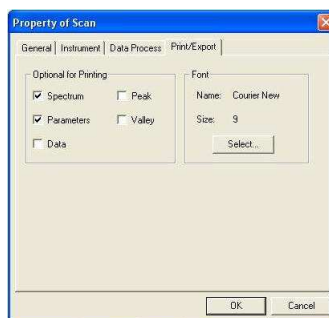 Property of Scan
General Instrument Data Process Print/Export
Optional for Printing
Spectrum Peak
Parameters Valley
Data
Font
Name: Courier New
Size: 9
Select...
OK Cancel